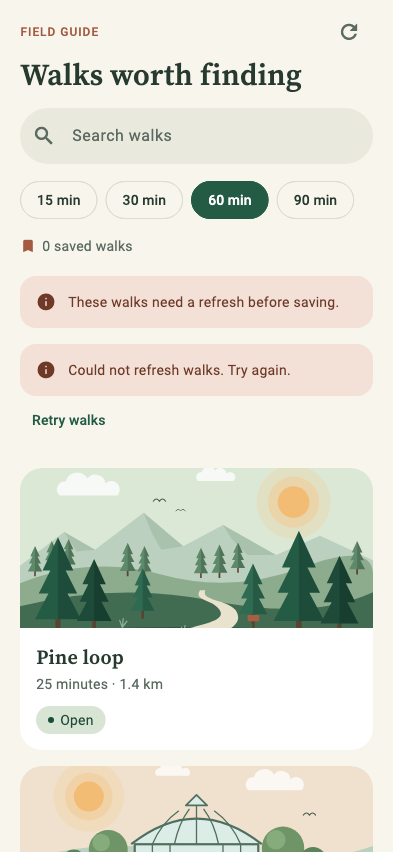 FIELD GUIDE
Walks worth finding
Search walks
15 min 30 min 60 min 90 min
0 saved walks
These walks need a refresh before saving.
Could not refresh walks. Try again.
Retry walks
Pine loop
25 minutes · 1.4 km
Open